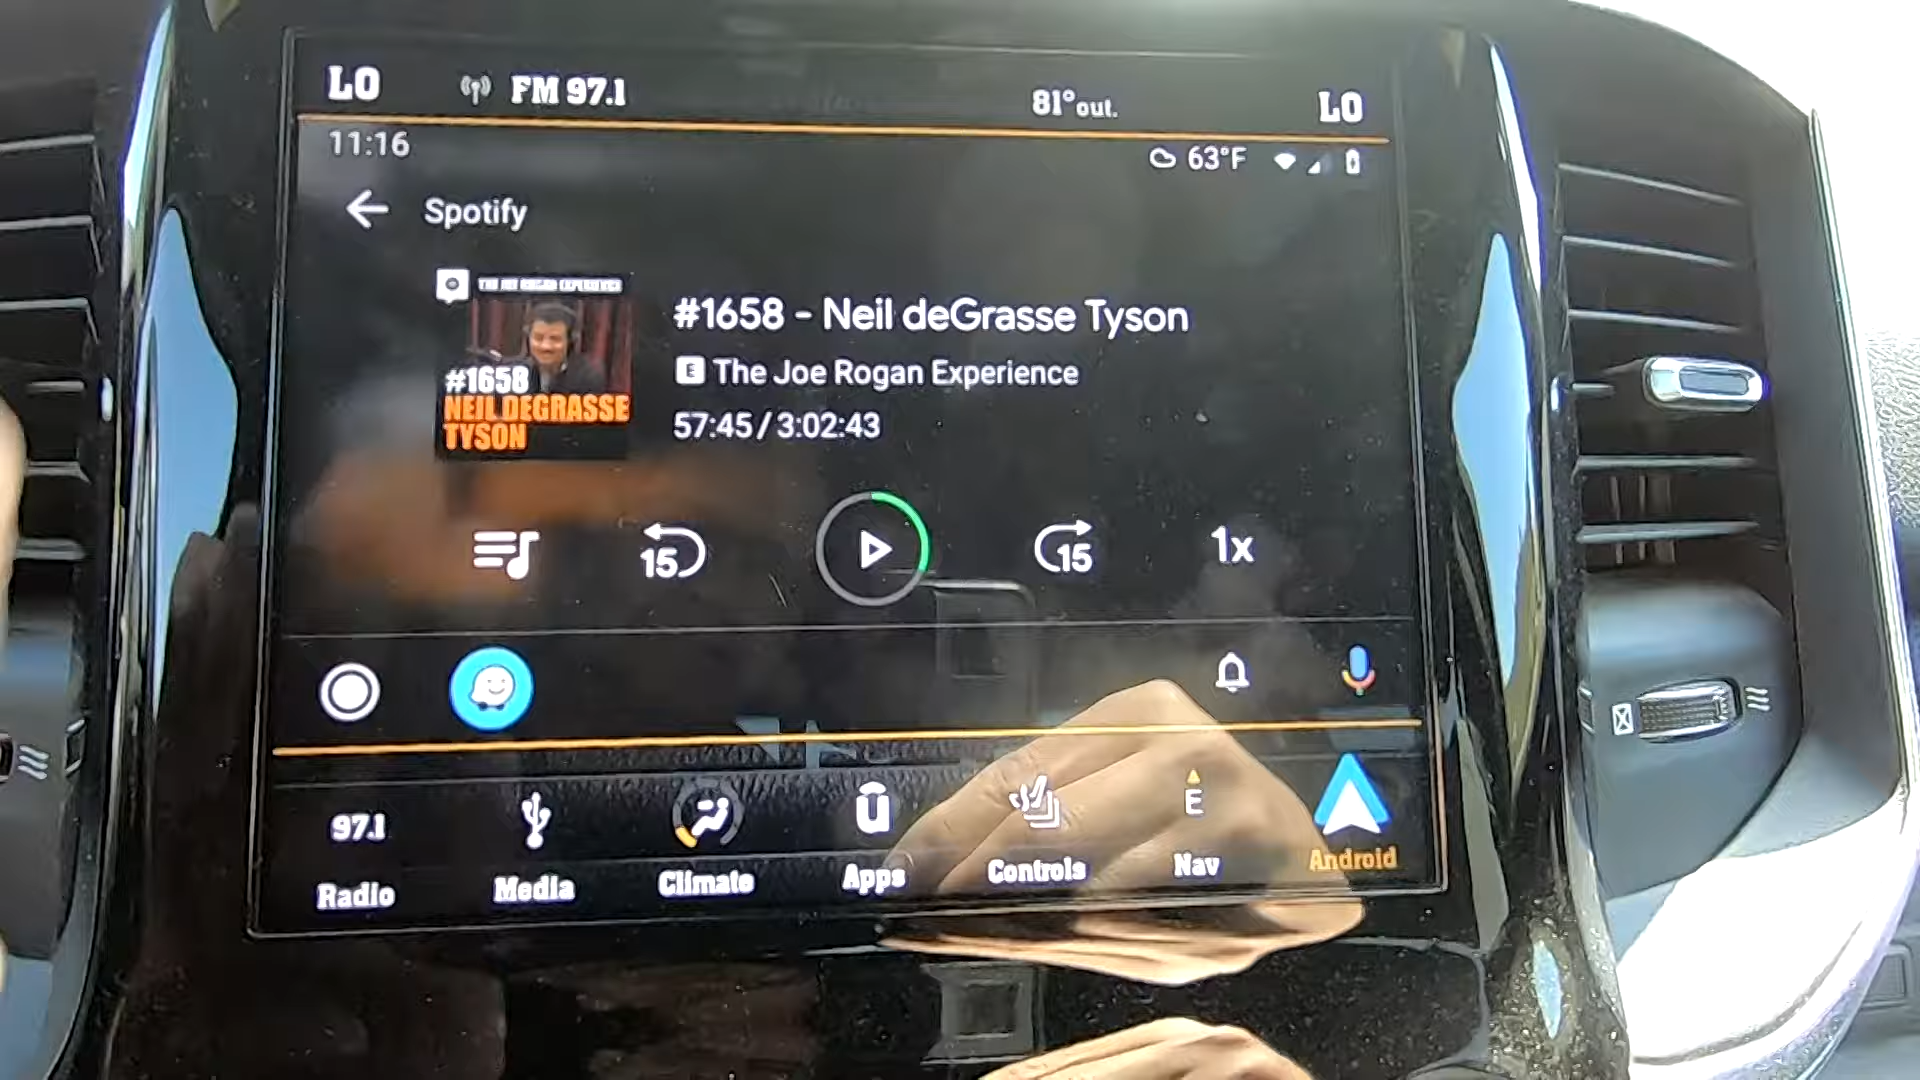 LO FM 97.1 81° out. LO
11:16 63°F
Spotify
THE JOE ROGAN EXPERIENCE
#1658
NEIL DEGRASSE
TYSON
#1658 - Neil deGrasse Tyson
E The Joe Rogan Experience
57:45 / 3:02:43
15 15 1x
97.1 E
Radio Media Climate Apps Controls Nav Android